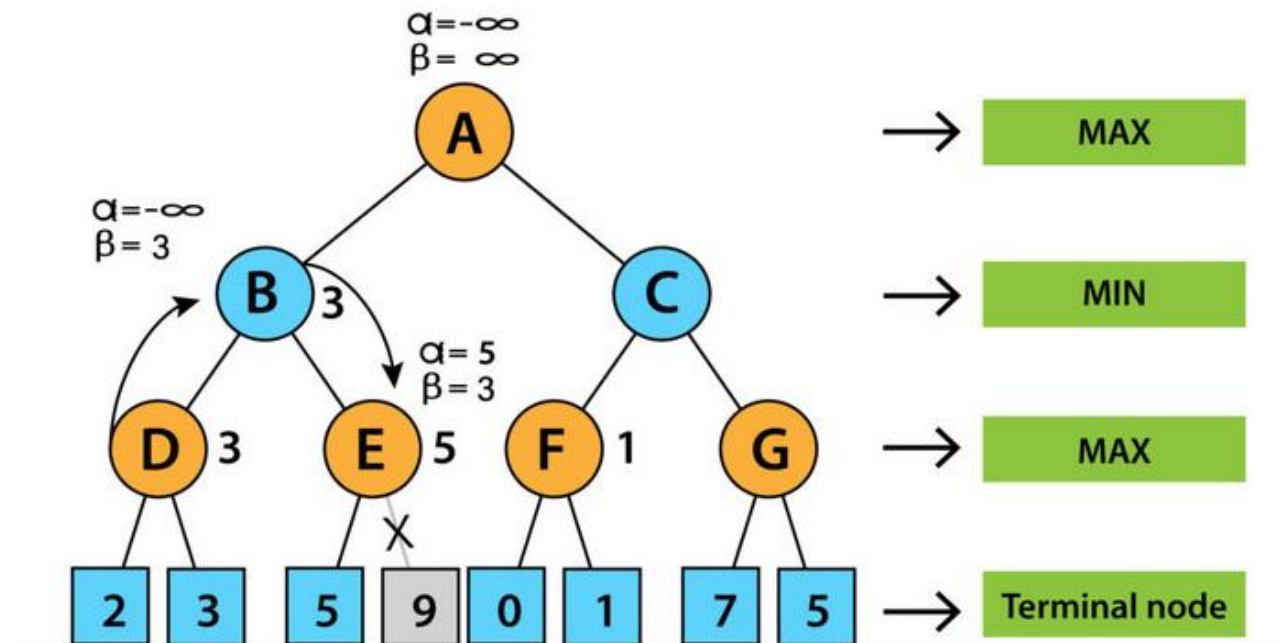 α=-∞
β= ∞
A
MAX
α=-∞
β= 3
B
3
C
MIN
α= 5
β= 3
D
3
E
5
F
1
G
MAX
X
2
3
5
9
0
1
7
5
Terminal node